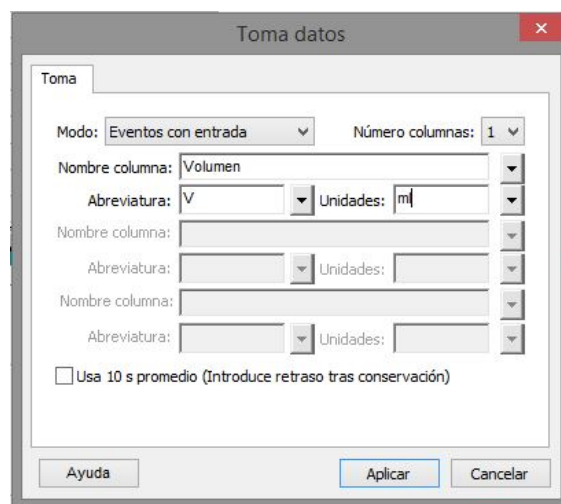 Toma datos
Toma
Modo: Eventos con entrada Número columnas: 1
Nombre columna: Volumen
Abreviatura: V Unidades: ml
Nombre columna:
Abreviatura: Unidades:
Nombre columna:
Abreviatura: Unidades:
Usa 10 s promedio (Introduce retraso tras conservación)
Ayuda Aplicar Cancelar